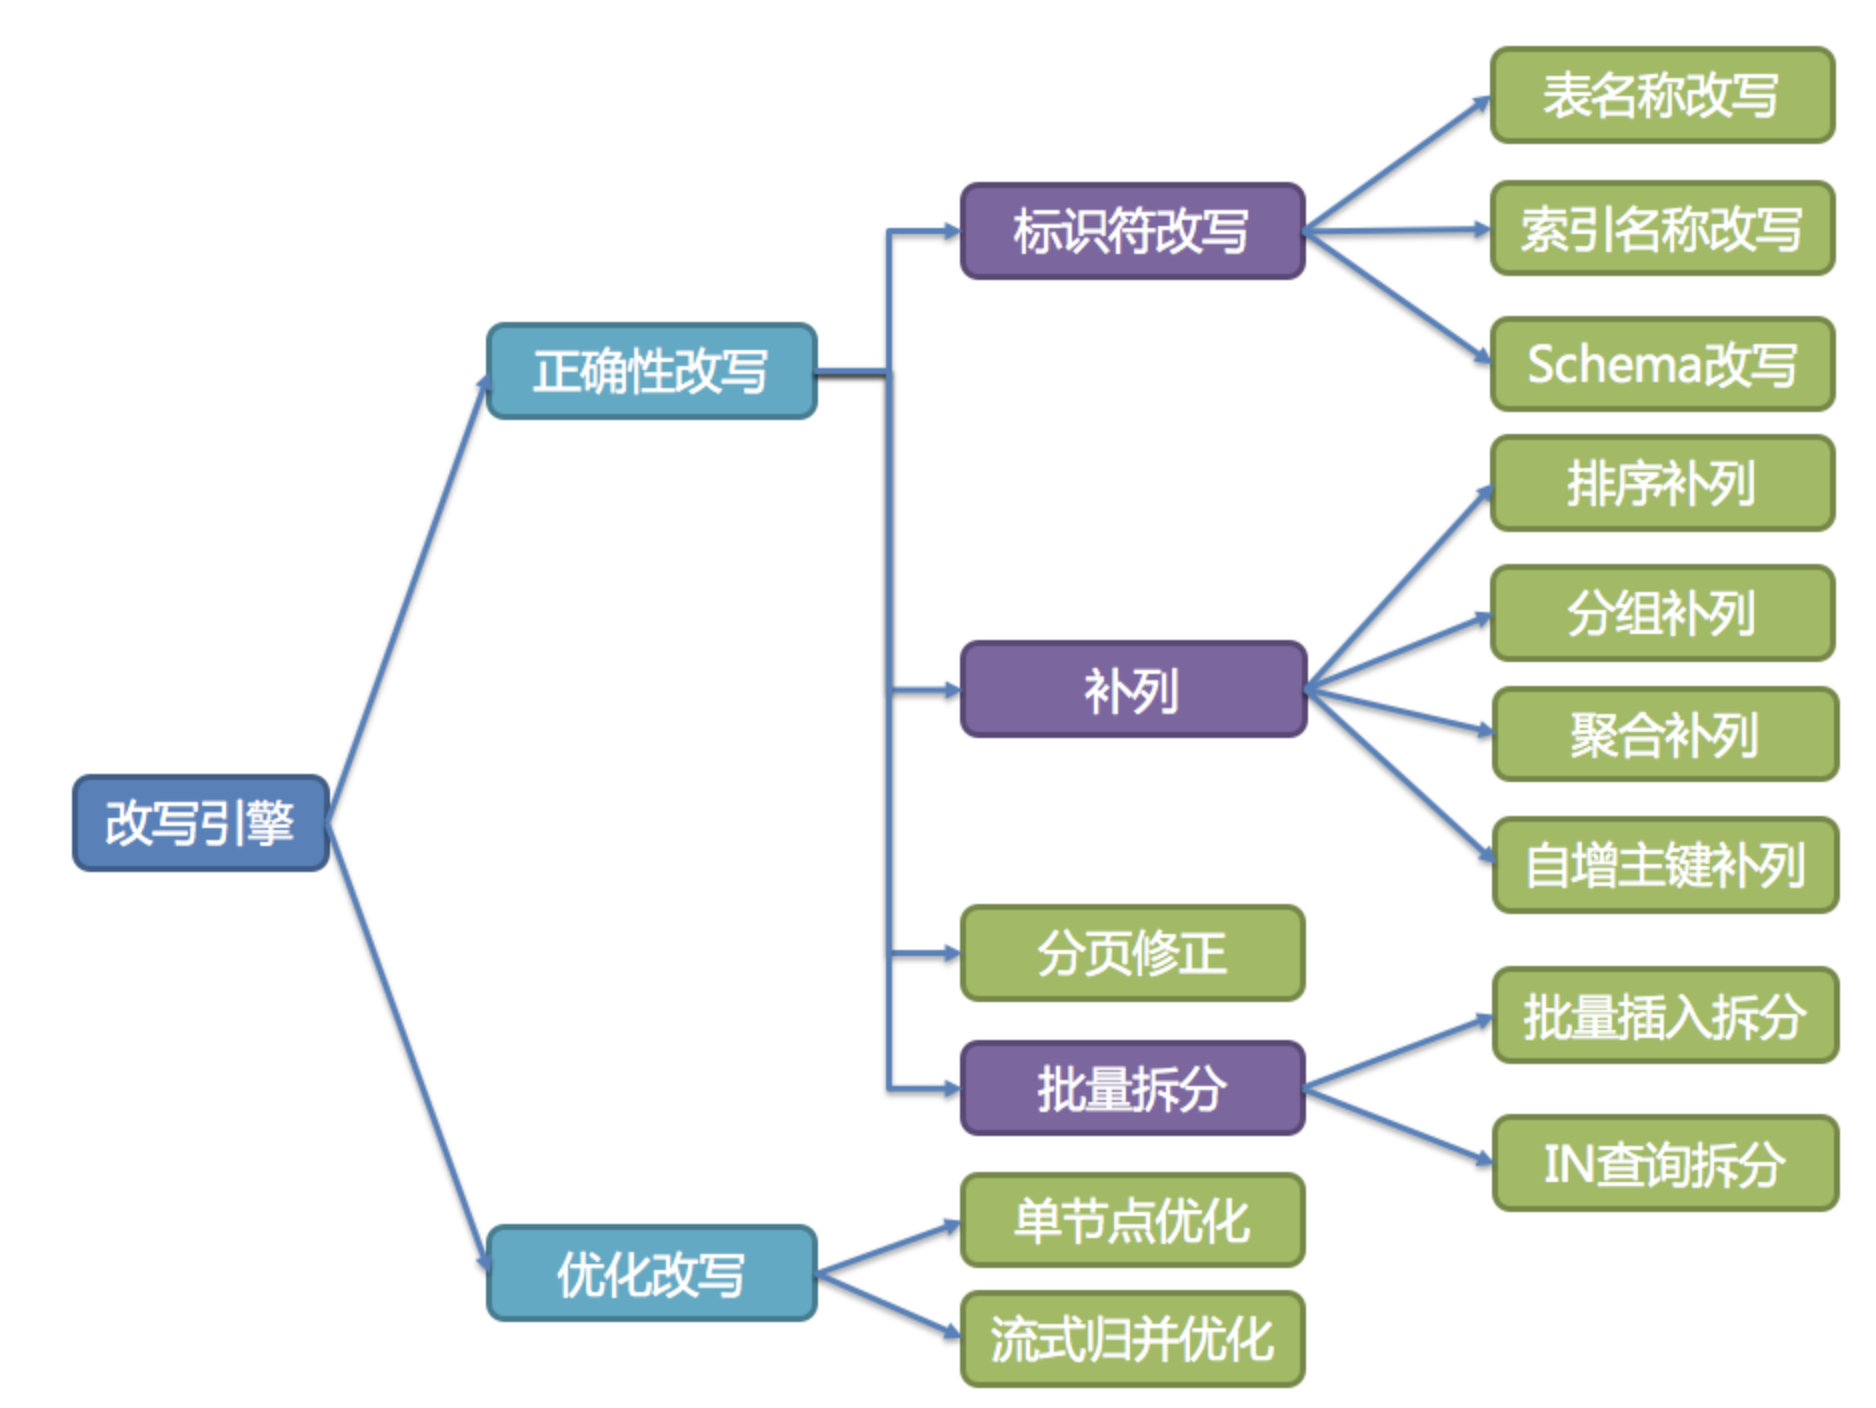 改写引擎
正确性改写
标识符改写
表名称改写
索引名称改写
Schema改写
补列
排序补列
分组补列
聚合补列
自增主键补列
分页修正
批量拆分
批量插入拆分
IN查询拆分
优化改写
单节点优化
流式归并优化